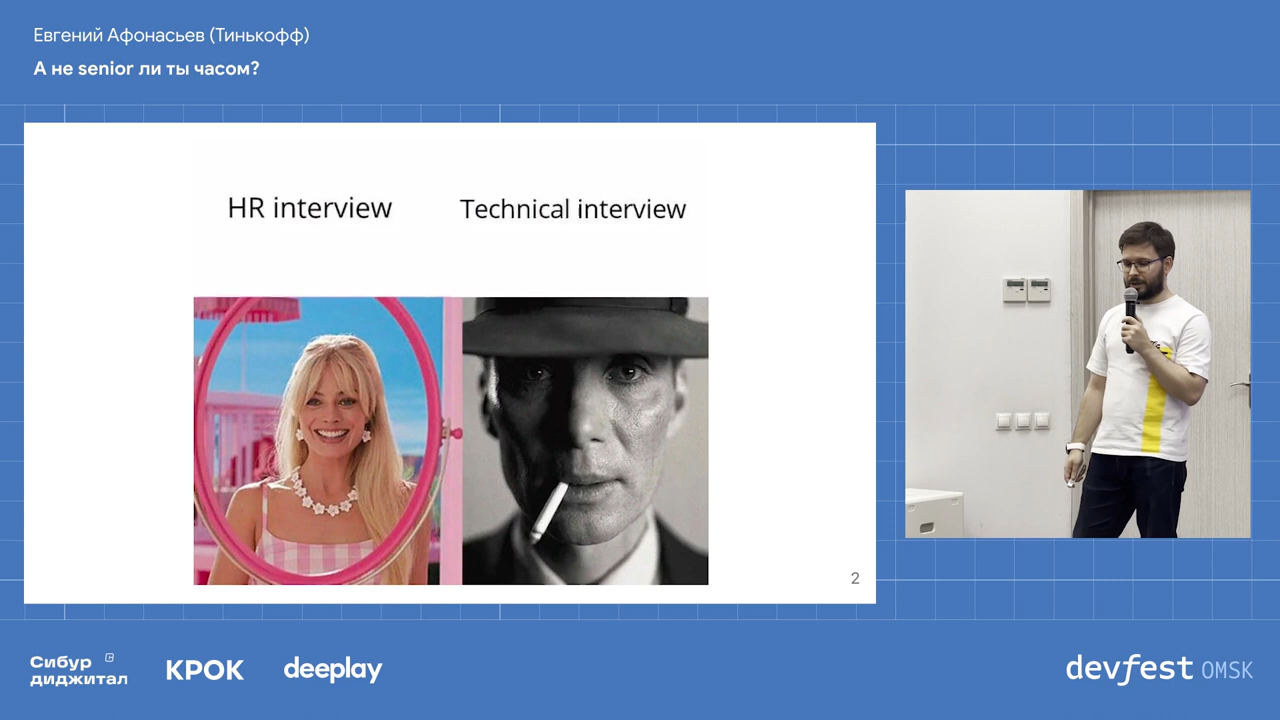 Евгений Афонасьев (Тинькофф)
А не senior ли ты часом?
HR interview
Technical interview
2
Сибур
диджитал
КРОК
deeplay
devfest OMSK